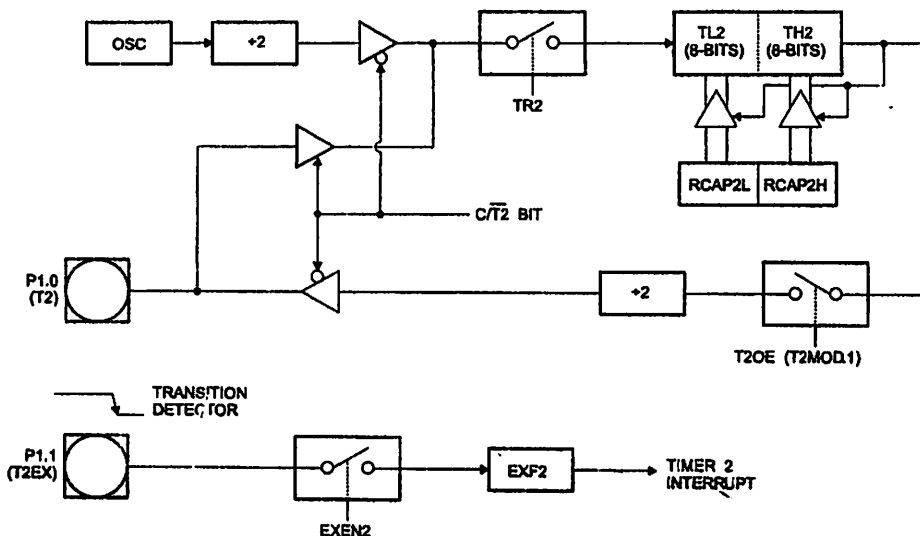 OSC
÷2
TR2
TL2
(8-BITS)
TH2
(8-BITS)
RCAP2L
RCAP2H
C/T2 BIT
P1.0
(T2)
÷2
T2OE (T2MOD.1)
TRANSITION
DETECTOR
P1.1
(T2EX)
EXEN2
EXF2
TIMER 2
INTERRUPT